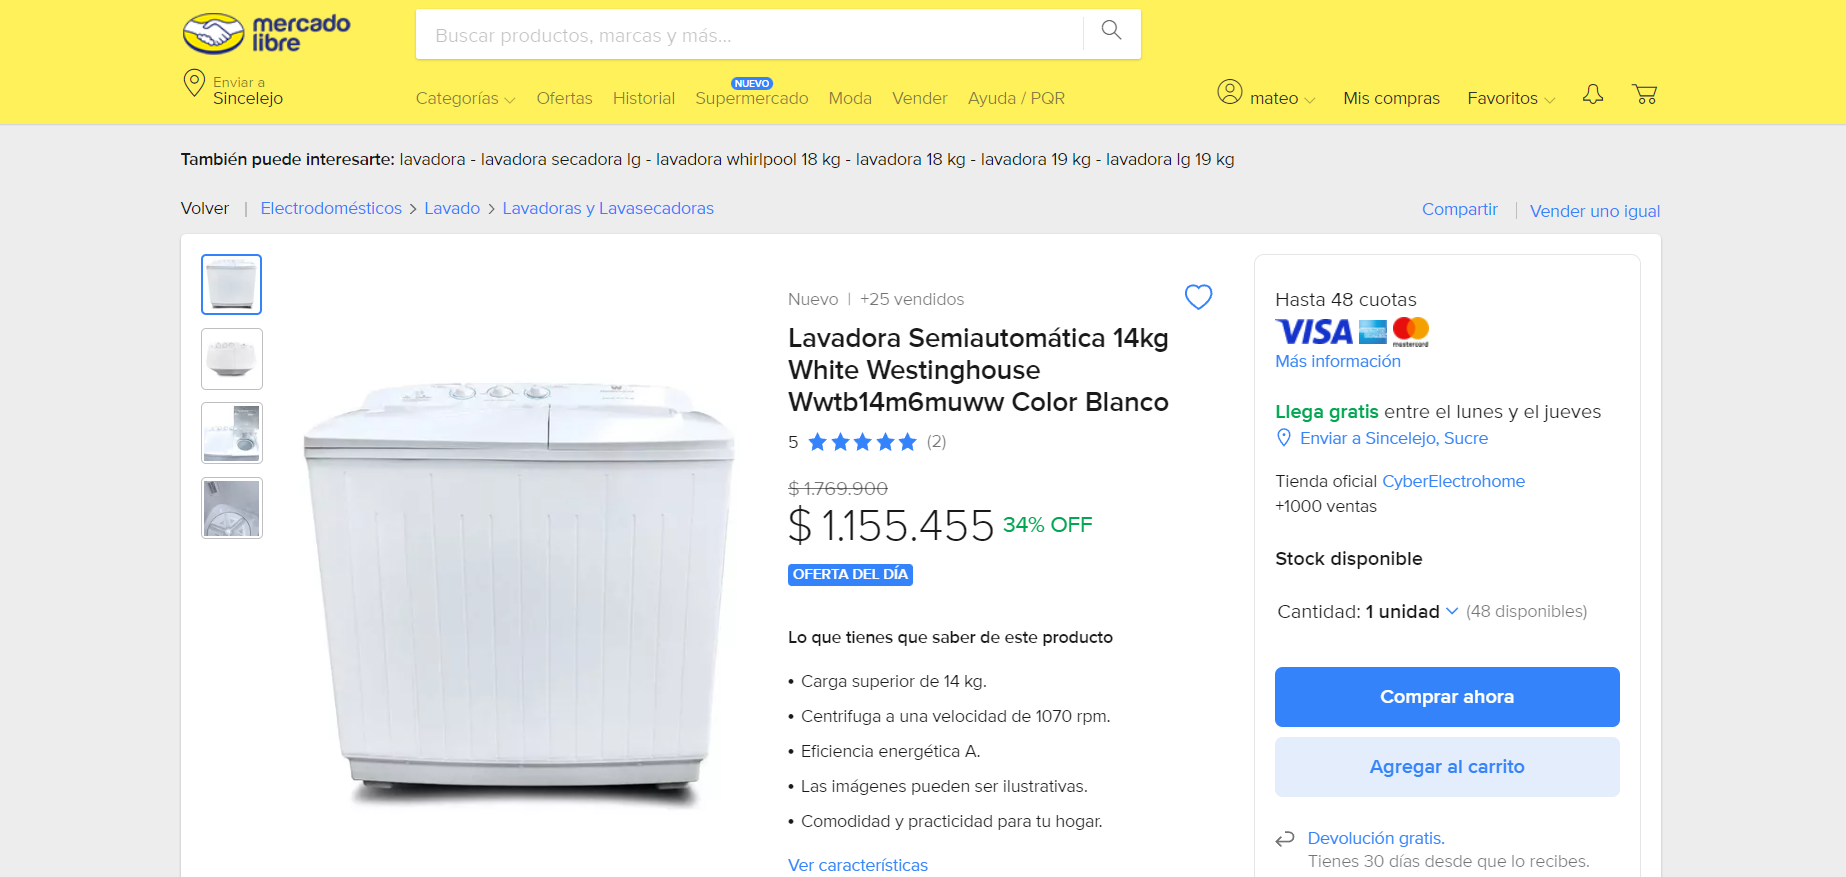 mercado
libre
Buscar productos, marcas y más...
Enviar a
Sincelejo
Categorías
Ofertas
Historial
NUEVO
Supermercado
Moda
Vender
Ayuda / PQR
mateo
Mis compras
Favoritos
También puede interesarte: lavadora - lavadora secadora lg - lavadora whirlpool 18 kg - lavadora 18 kg - lavadora 19 kg - lavadora lg 19 kg
Volver | Electrodomésticos > Lavado > Lavadoras y Lavasecadoras
Compartir | Vender uno igual
Nuevo | +25 vendidos
Lavadora Semiautomática 14kg
White Westinghouse
Wwtb14m6muww Color Blanco
5 (2)
$ 1.769.900
$ 1.155.455 34% OFF
OFERTA DEL DÍA
Lo que tienes que saber de este producto
• Carga superior de 14 kg.
• Centrifuga a una velocidad de 1070 rpm.
• Eficiencia energética A.
• Las imágenes pueden ser ilustrativas.
• Comodidad y practicidad para tu hogar.
Ver características
Hasta 48 cuotas
VISA
mastercard
Más información
Llega gratis entre el lunes y el jueves
Enviar a Sincelejo, Sucre
Tienda oficial CyberElectrohome
+1000 ventas
Stock disponible
Cantidad: 1 unidad (48 disponibles)
Comprar ahora
Agregar al carrito
Devolución gratis.
Tienes 30 días desde que lo recibes.